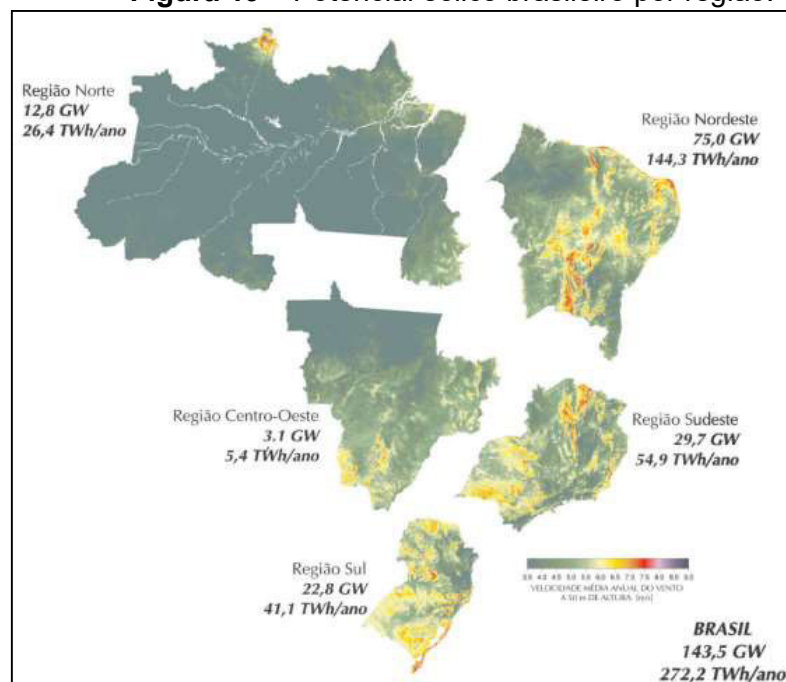 Potencial eólico brasileiro por região.
Região Norte
12,8 GW
26,4 TWh/ano
Região Nordeste
75,0 GW
144,3 TWh/ano
Região Centro-Oeste
3.1 GW
5,4 TWh/ano
Região Sudeste
29,7 GW
54,9 TWh/ano
Região Sul
22,8 GW
41,1 TWh/ano
VELOCIDADE MÉDIA ANUAL DO VENTO
A 50 m DE ALTURA [m/s]
BRASIL
143,5 GW
272,2 TWh/ano